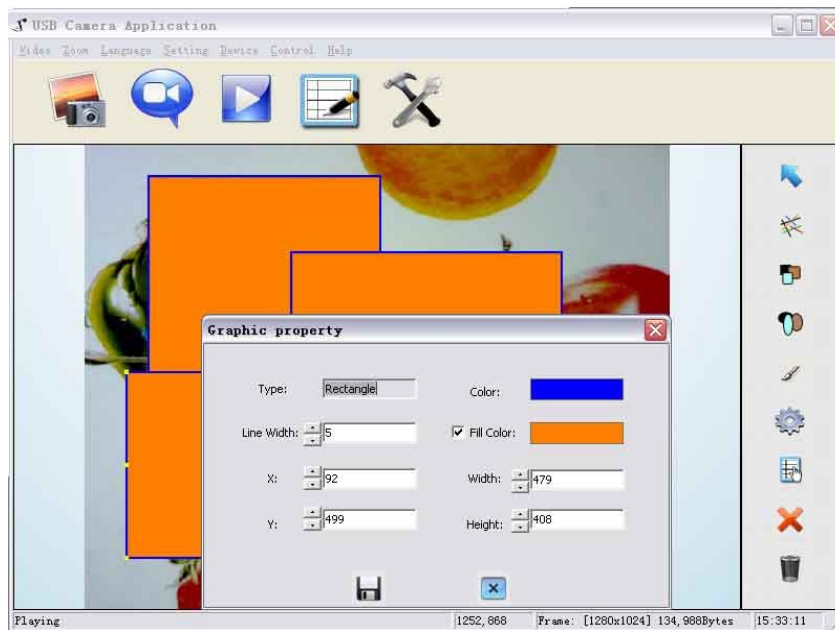 USB Camera Application
Video Zoom Language Setting Device Control Help
Graphic property
Type: Rectangle Color:
Line Width: 5 Fill Color:
X: 92 Width: 479
Y: 499 Height: 408
Playing 1252,868 Frame: [1280x1024] 134,988Bytes 15:33:11